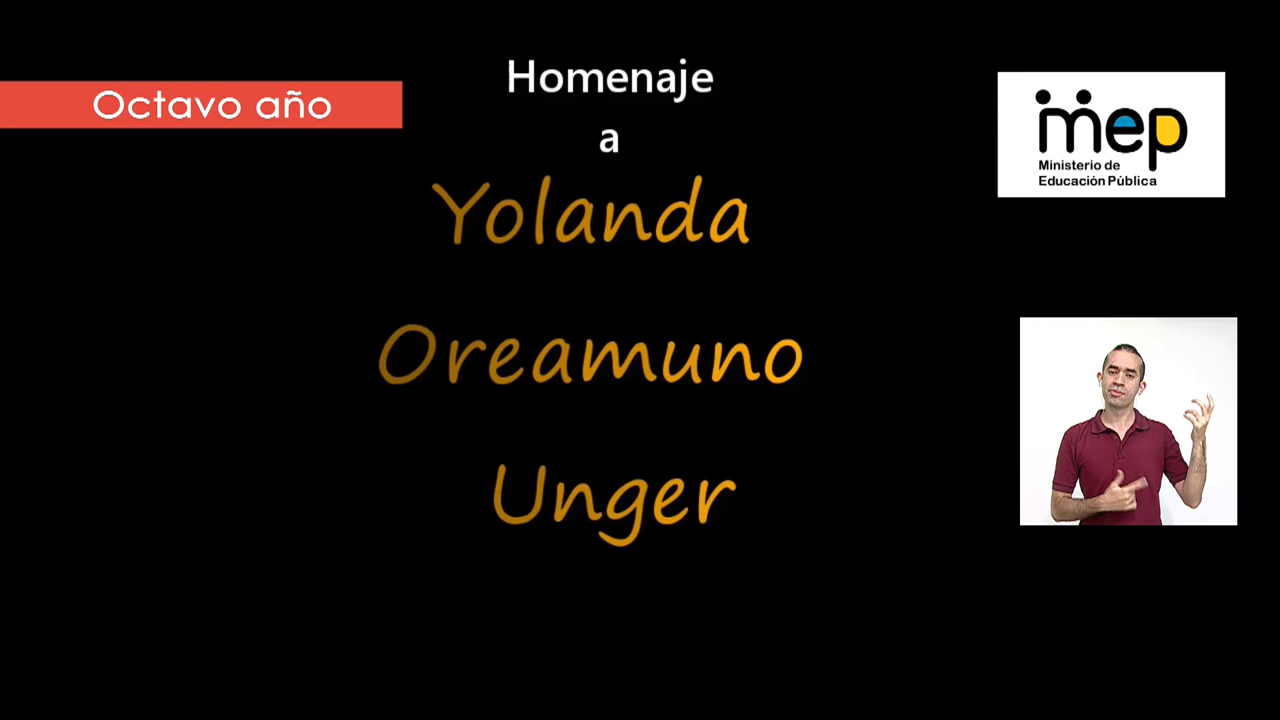 Homenaje
a
Octavo año
Yolanda
Oreamuno
Unger
mep
Ministerio de
Educación Pública